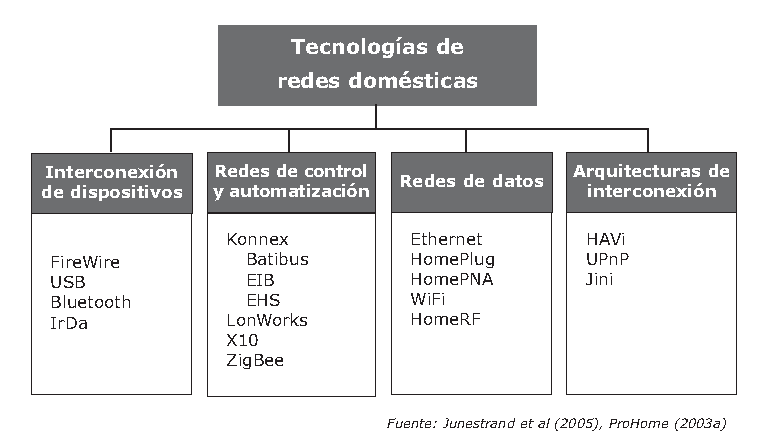 Tecnologías de
redes domésticas
Interconexión
de dispositivos
FireWire
USB
Bluetooth
IrDa
Redes de control
y automatización
Konnex
Batibus
EIB
EHS
LonWorks
X10
ZigBee
Redes de datos
Ethernet
HomePlug
HomePNA
WiFi
HomeRF
Arquitecturas de
interconexión
HAVi
UPnP
Jini
Fuente: Junestrand et al (2005), ProHome (2003a)